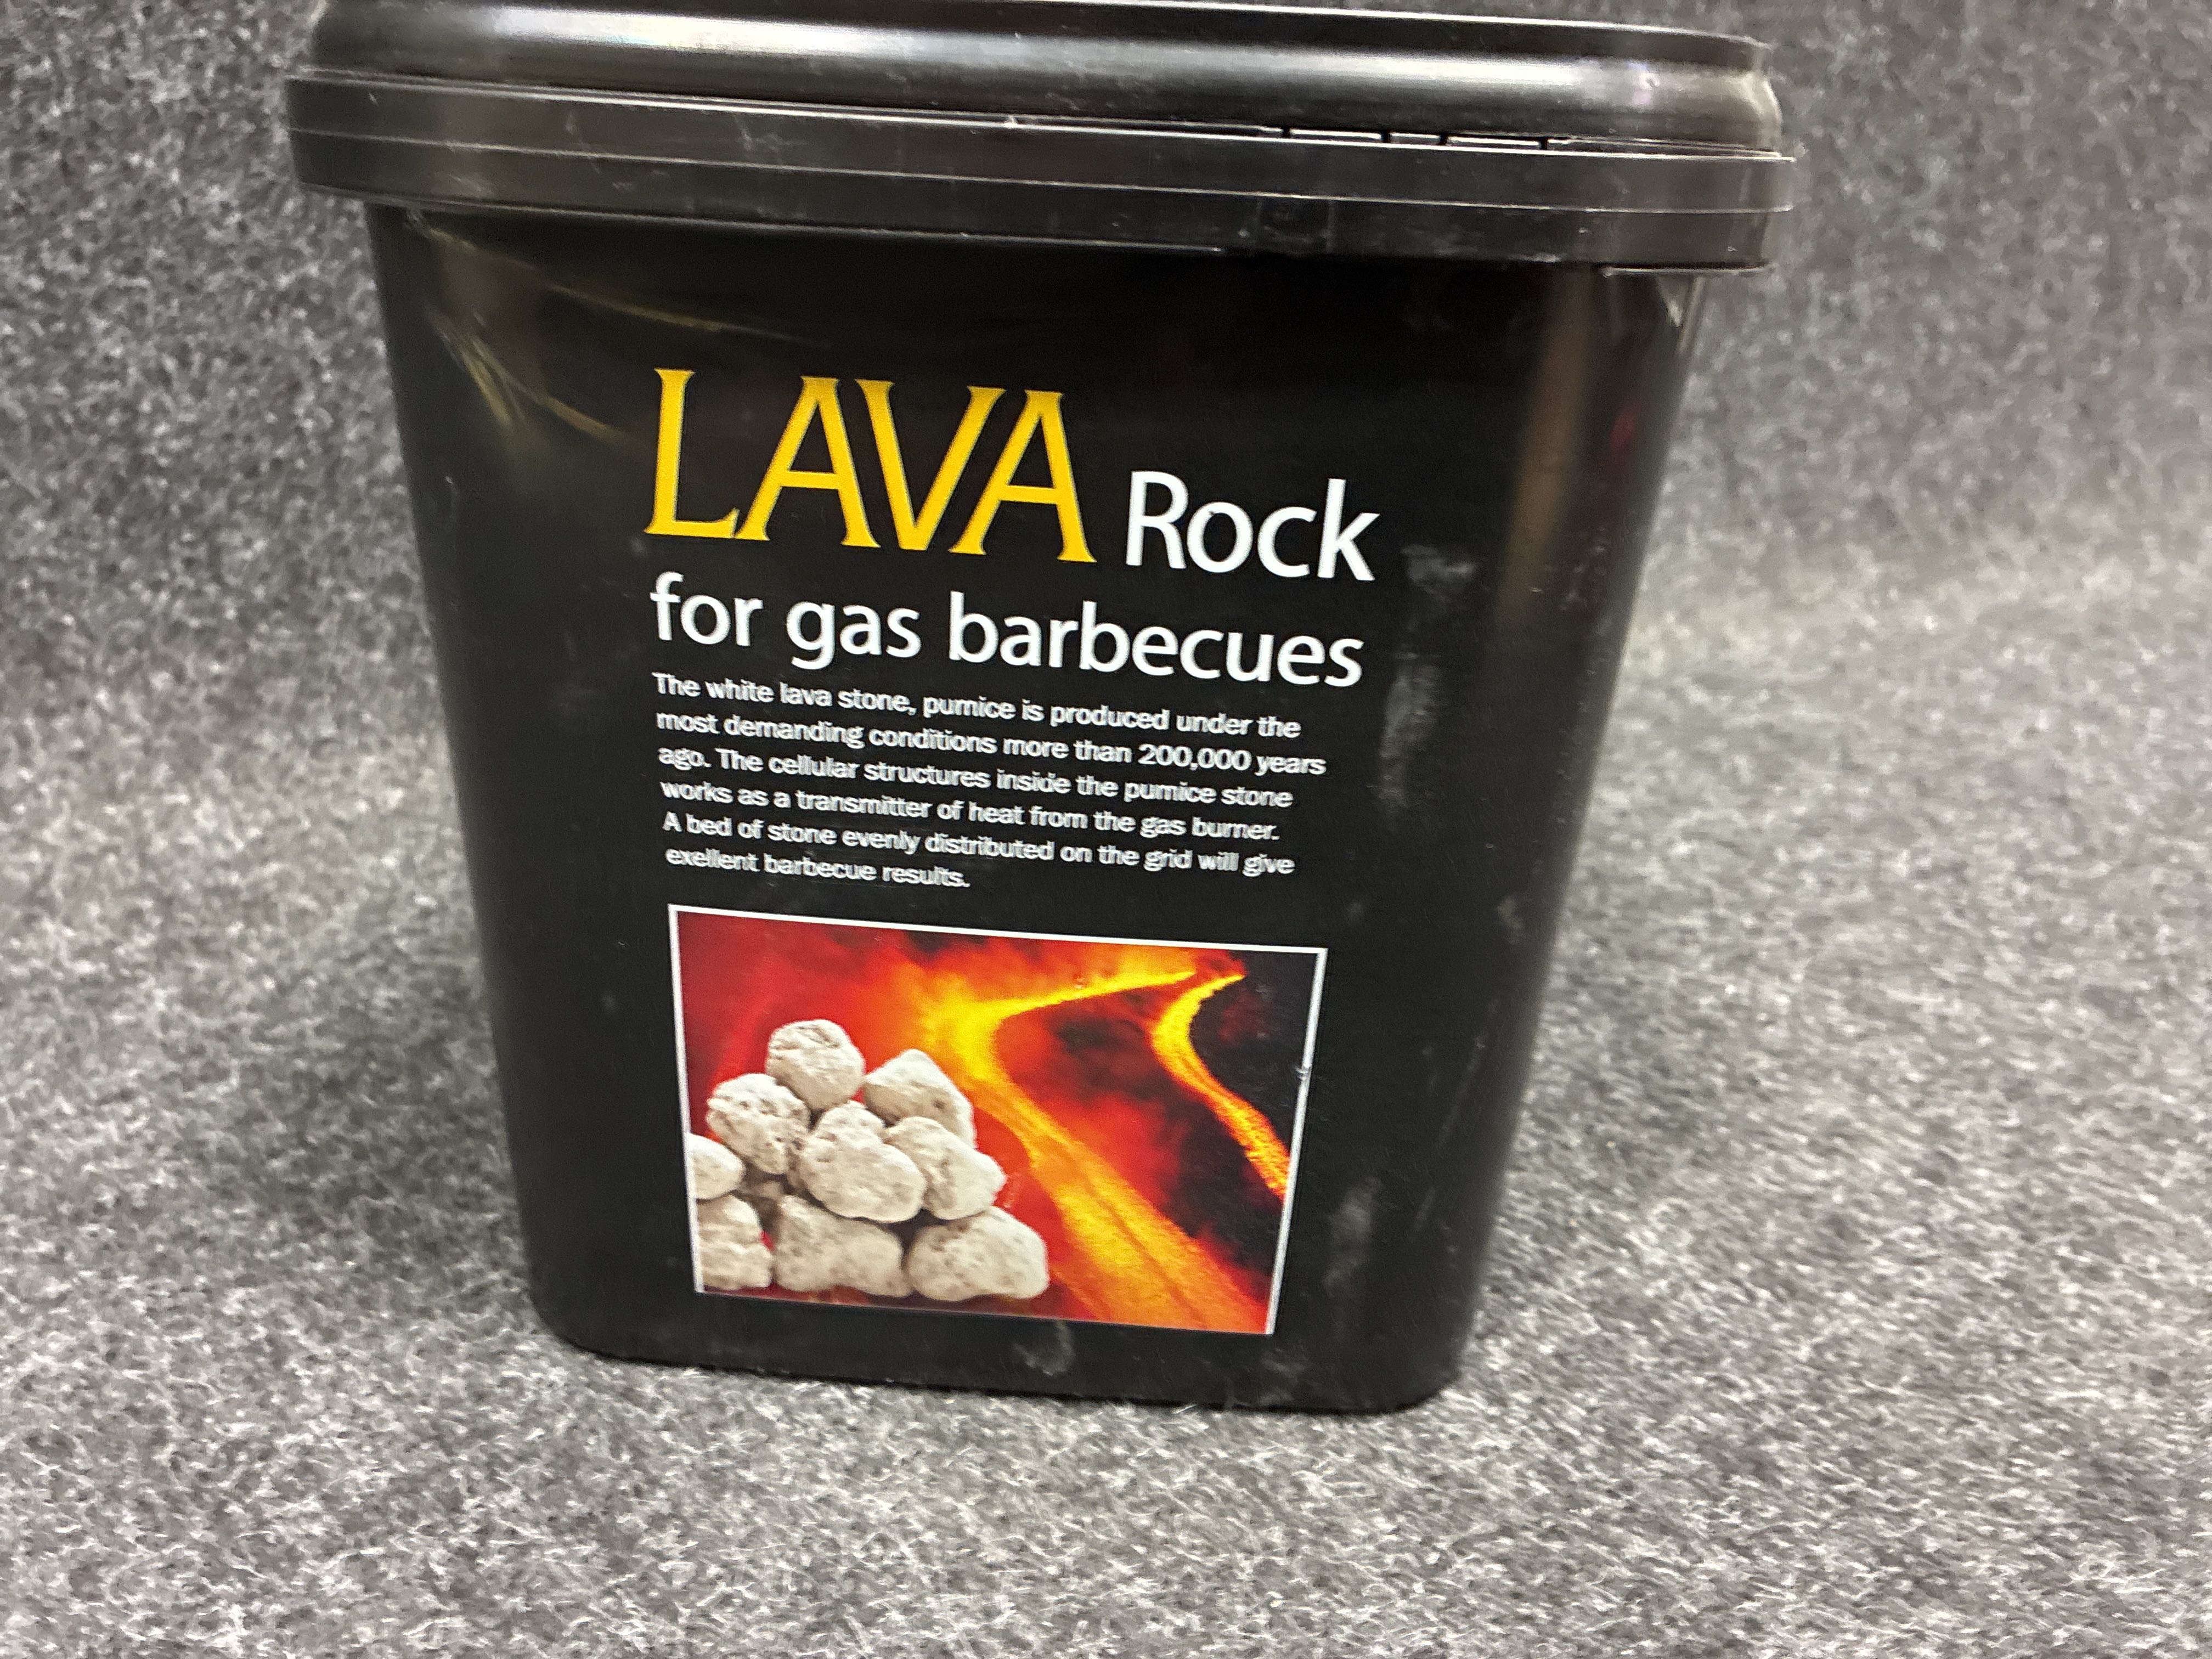 LAVA Rock
for gas barbecues
The white lava stone, pumice is produced under the
most demanding conditions more than 200,000 years
ago. The cellular structures inside the pumice stone
works as a transmitter of heat from the gas burner.
A bed of stone evenly distributed on the grid will give
exellent barbecue results.